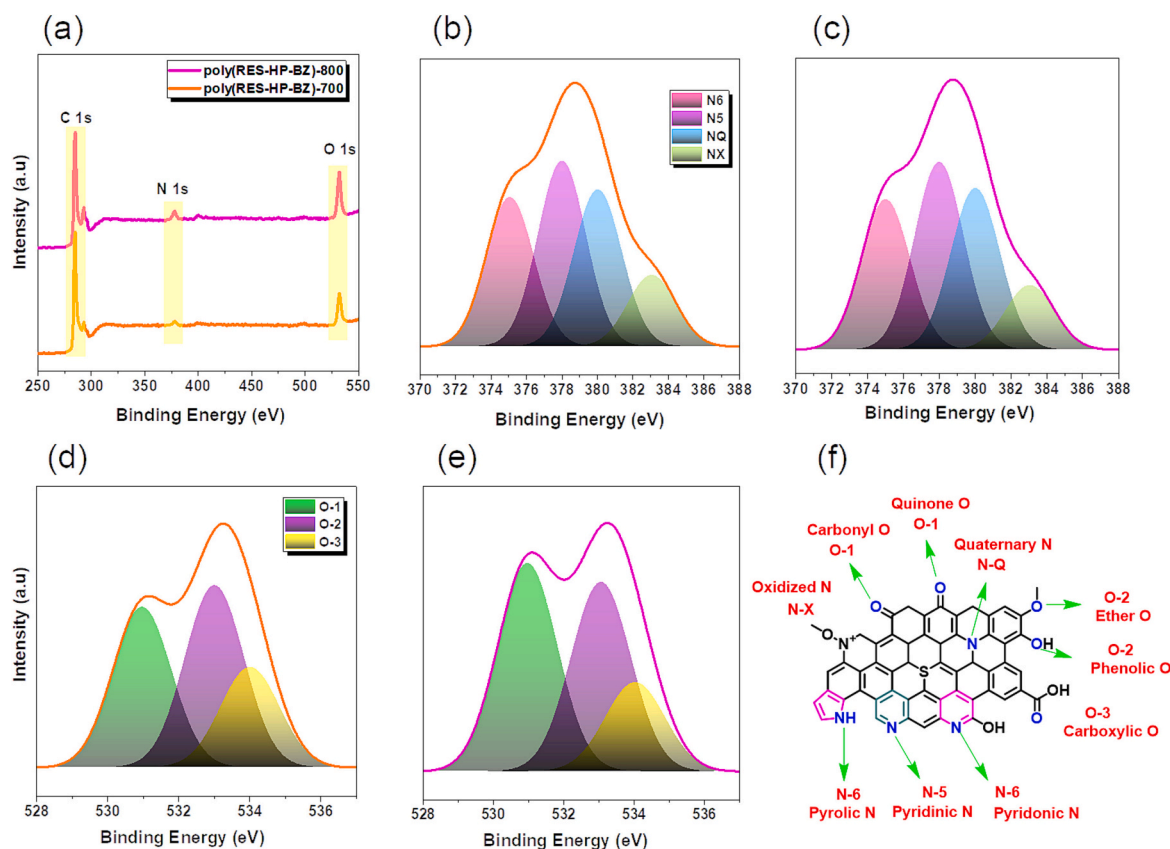 (a)
poly(RES-HP-BZ)-800
poly(RES-HP-BZ)-700
C 1s
N 1s
O 1s
Intensity (a.u)
250 300 350 400 450 500 550
Binding Energy (eV)
(b)
N6
N5
NQ
NX
370 372 374 376 378 380 382 384 386 388
Binding Energy (eV)
(c)
370 372 374 376 378 380 382 384 386 388
Binding Energy (eV)
(d)
O-1
O-2
O-3
Intensity (a.u)
528 530 532 534 536
Binding Energy (eV)
(e)
528 530 532 534 536
Binding Energy (eV)
(f)
Quinone O
O-1
Carbonyl O
O-1
Quaternary N
N-Q
Oxidized N
N-X
O-2
Ether O
O-2
Phenolic O
O-3
Carboxylic O
O
O
O
O
N+
N
OH
S
OH
O
NH
N
N
OH
N-6
Pyrolic N
N-5
Pyridinic N
N-6
Pyridonic N